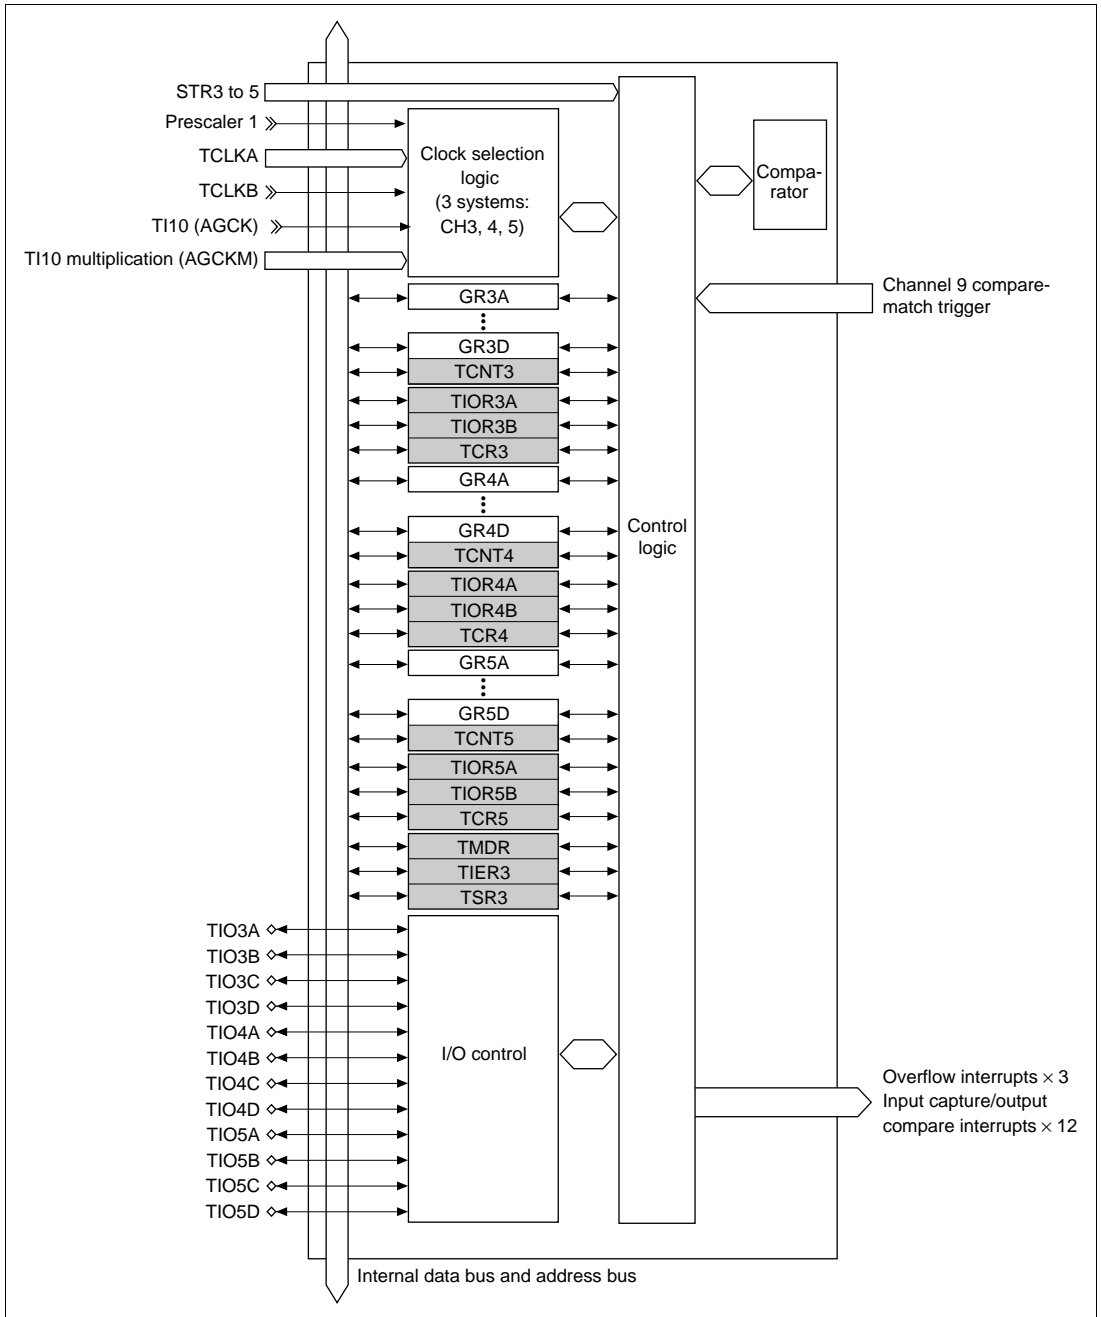 STR3 to 5
Prescaler 1
TCLKA
TCLKB
TI10 (AGCK)
TI10 multiplication (AGCKM)
Clock selection
logic
(3 systems:
CH3, 4, 5)
Compa-
rator
Channel 9 compare-
match trigger
GR3A
GR3D
TCNT3
TIOR3A
TIOR3B
TCR3
GR4A
GR4D
TCNT4
TIOR4A
TIOR4B
TCR4
GR5A
GR5D
TCNT5
TIOR5A
TIOR5B
TCR5
TMDR
TIER3
TSR3
Control
logic
TIO3A
TIO3B
TIO3C
TIO3D
TIO4A
TIO4B
TIO4C
TIO4D
TIO5A
TIO5B
TIO5C
TIO5D
I/O control
Overflow interrupts × 3
Input capture/output
compare interrupts × 12
Internal data bus and address bus